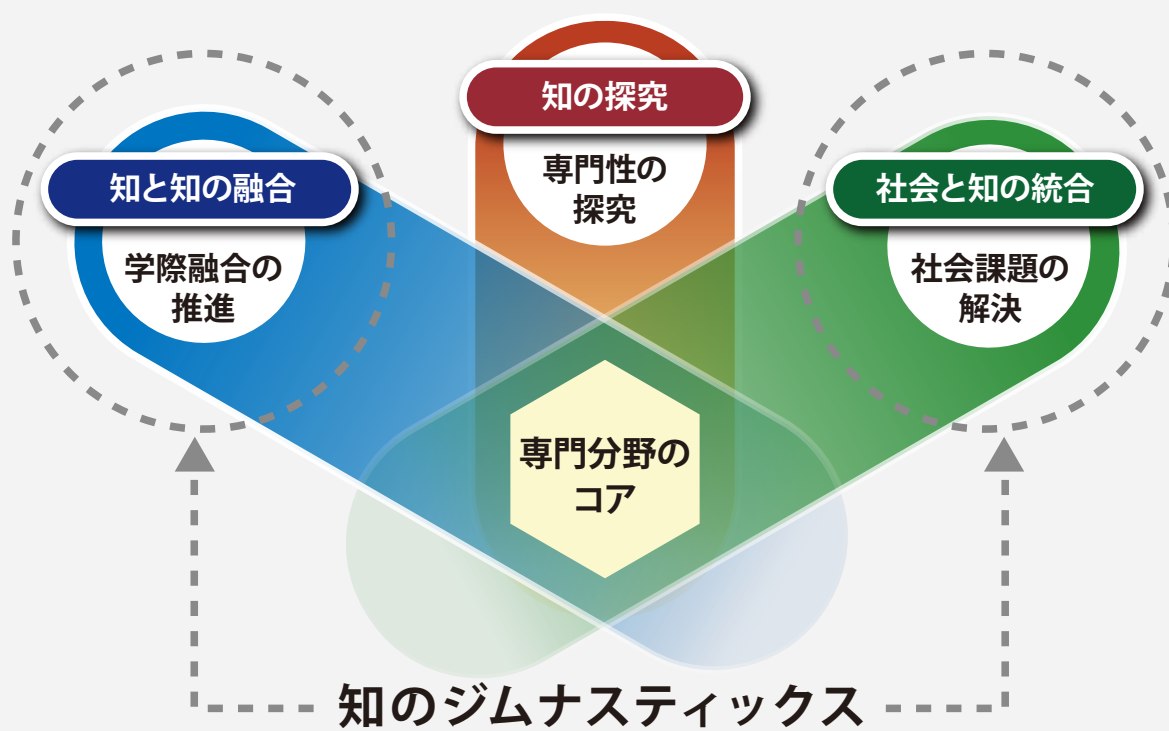 知の探究
専門性の
探究
知と知の融合
学際融合の
推進
社会と知の統合
社会課題の
解決
専門分野の
コア
知のジムナスティックス